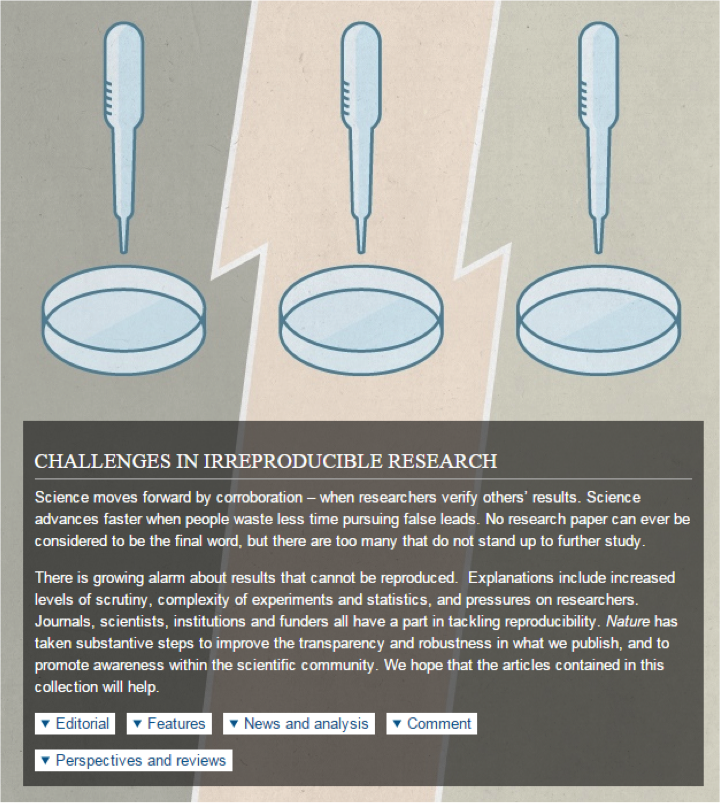 CHALLENGES IN IRREPRODUCIBLE RESEARCH
Science moves forward by corroboration – when researchers verify others’ results. Science
advances faster when people waste less time pursuing false leads. No research paper can ever be
considered to be the final word, but there are too many that do not stand up to further study.
There is growing alarm about results that cannot be reproduced.  Explanations include increased
levels of scrutiny, complexity of experiments and statistics, and pressures on researchers.
Journals, scientists, institutions and funders all have a part in tackling reproducibility. Nature has
taken substantive steps to improve the transparency and robustness in what we publish, and to
promote awareness within the scientific community. We hope that the articles contained in this
collection will help.
▼ Editorial ▼ Features ▼ News and analysis ▼ Comment
▼ Perspectives and reviews